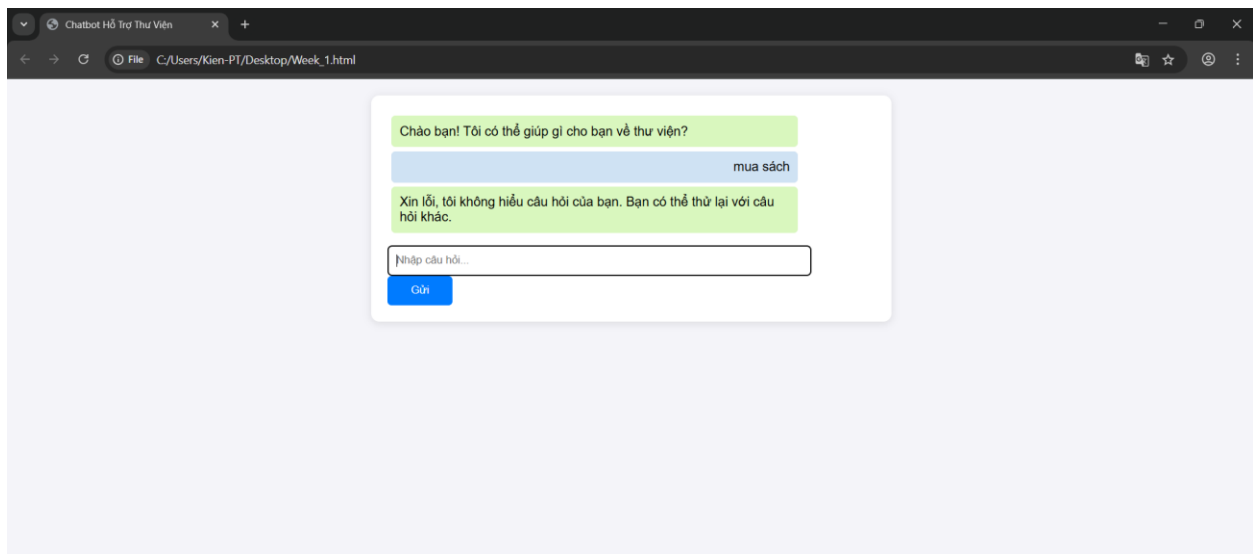 Chatbot Hỗ Trợ Thư Viện
File C:/Users/Kien-PT/Desktop/Week_1.html
Chào bạn! Tôi có thể giúp gì cho bạn về thư viện?
mua sách
Xin lỗi, tôi không hiểu câu hỏi của bạn. Bạn có thể thử lại với câu
hỏi khác.
Nhập câu hỏi...
Gửi